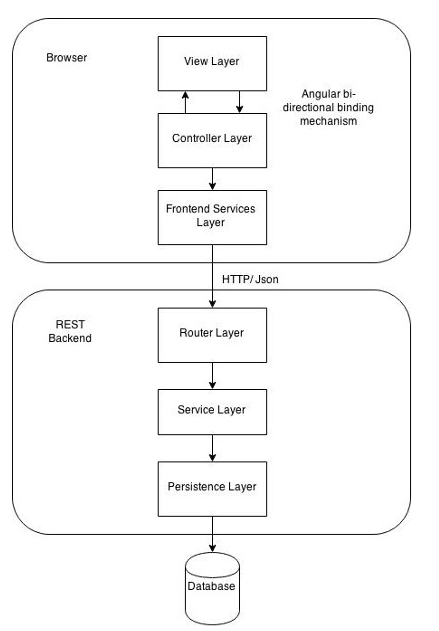 Browser
View Layer
Angular bi-
directional binding
mechanism
Controller Layer
Frontend Services
Layer
HTTP/ Json
REST
Backend
Router Layer
Service Layer
Persistence Layer
Database